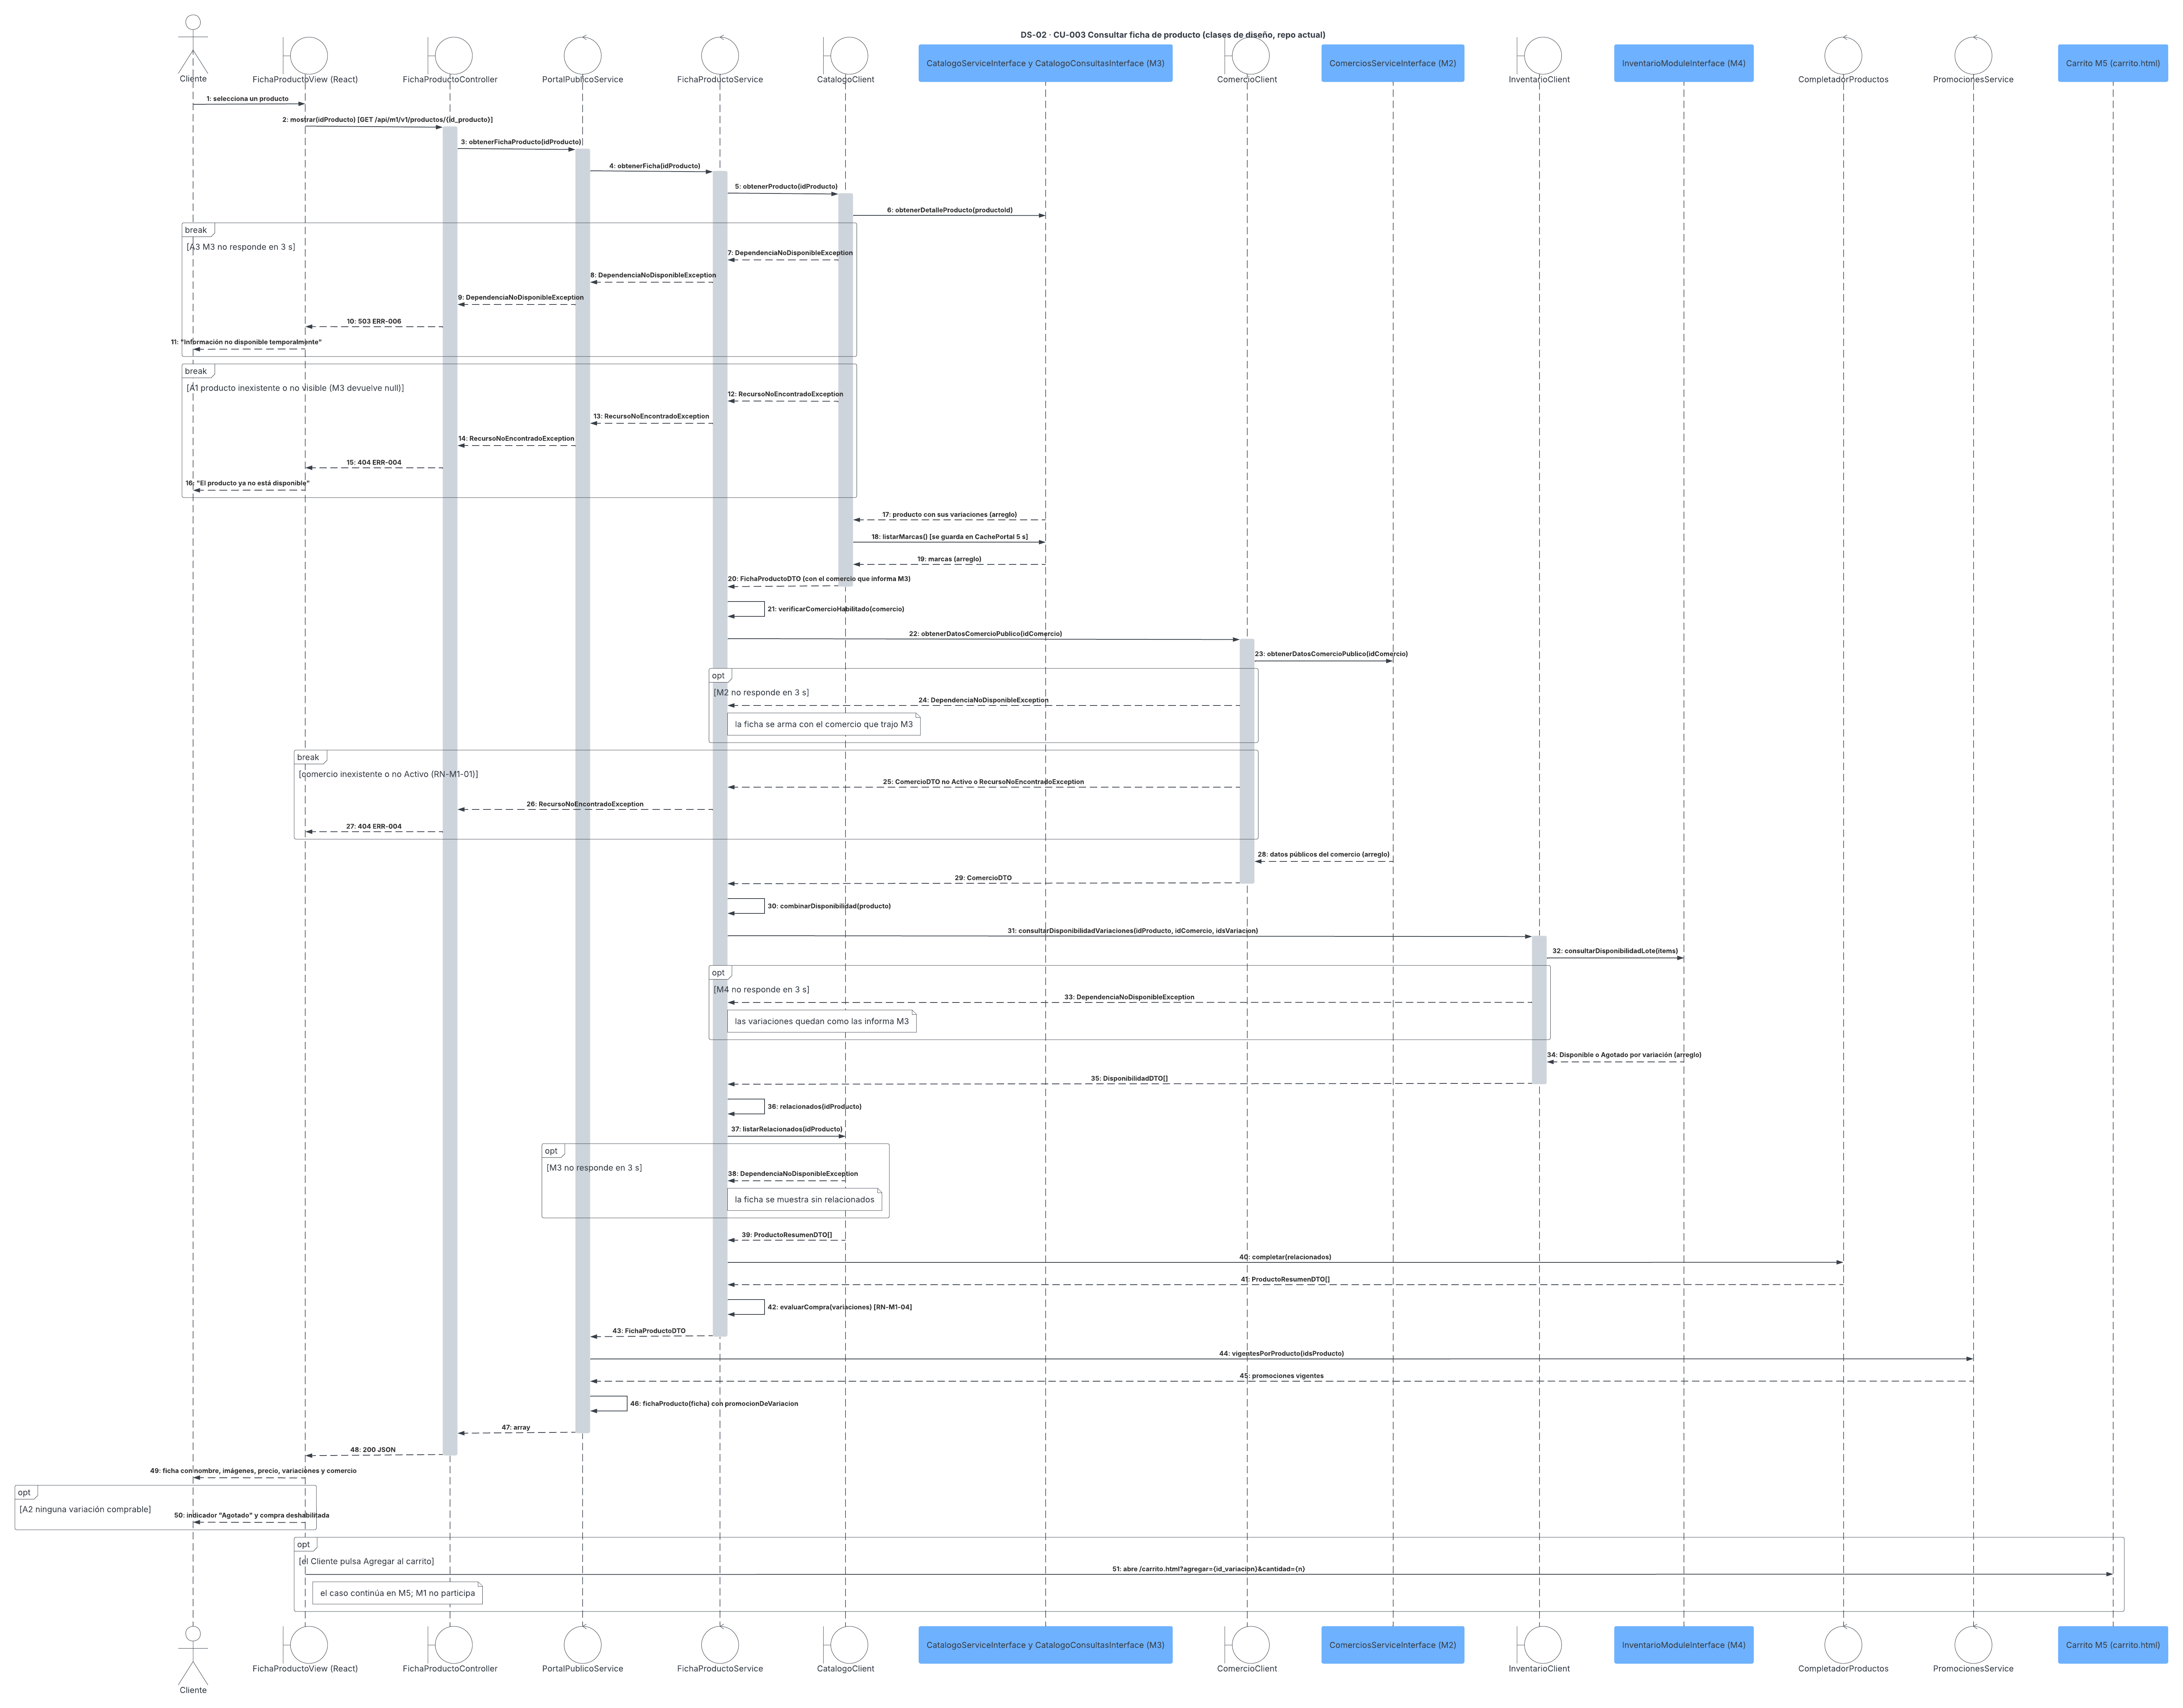 DS-02 · CU-003 Consultar ficha de producto (clases de diseño, repo actual)
Cliente
FichaProductoView (React)
FichaProductoController
PortalPublicoService
FichaProductoService
CatalogoClient
CatalogoServiceInterface y CatalogoConsultasInterface (M3)
ComercioClient
ComerciosServiceInterface (M2)
InventarioClient
InventarioModuleInterface (M4)
CompletadorProductos
PromocionesService
Carrito M5 (carrito.html)
1: selecciona un producto
2: mostrar(idProducto) [GET /api/m1/v1/productos/{id_producto}]
3: obtenerFichaProducto(idProducto)
4: obtenerFicha(idProducto)
5: obtenerProducto(idProducto)
6: obtenerDetalleProducto(productoId)
break
[A3 M3 no responde en 3 s]
7: DependenciaNoDisponibleException
8: DependenciaNoDisponibleException
9: DependenciaNoDisponibleException
10: 503 ERR-006
11: "Información no disponible temporalmente"
break
[A1 producto inexistente o no visible (M3 devuelve null)]
12: RecursoNoEncontradoException
13: RecursoNoEncontradoException
14: RecursoNoEncontradoException
15: 404 ERR-004
16: "El producto ya no está disponible"
17: producto con sus variaciones (arreglo)
18: listarMarcas() [se guarda en CachePortal 5 s]
19: marcas (arreglo)
20: FichaProductoDTO (con el comercio que informa M3)
21: verificarComercioHabilitado(comercio)
22: obtenerDatosComercioPublico(idComercio)
23: obtenerDatosComercioPublico(idComercio)
opt
[M2 no responde en 3 s]
24: DependenciaNoDisponibleException
la ficha se arma con el comercio que trajo M3
break
[comercio inexistente o no Activo (RN-M1-01)]
25: ComercioDTO no Activo o RecursoNoEncontradoException
26: RecursoNoEncontradoException
27: 404 ERR-004
28: datos públicos del comercio (arreglo)
29: ComercioDTO
30: combinarDisponibilidad(producto)
31: consultarDisponibilidadVariaciones(idProducto, idComercio, idsVariacion)
32: consultarDisponibilidadLote(items)
opt
[M4 no responde en 3 s]
33: DependenciaNoDisponibleException
las variaciones quedan como las informa M3
34: Disponible o Agotado por variación (arreglo)
35: DisponibilidadDTO[]
36: relacionados(idProducto)
37: listarRelacionados(idProducto)
opt
[M3 no responde en 3 s]
38: DependenciaNoDisponibleException
la ficha se muestra sin relacionados
39: ProductoResumenDTO[]
40: completar(relacionados)
41: ProductoResumenDTO[]
42: evaluarCompra(variaciones) [RN-M1-04]
43: FichaProductoDTO
44: vigentesPorProducto(idsProducto)
45: promociones vigentes
46: fichaProducto(ficha) con promocionDeVariacion
47: array
48: 200 JSON
49: ficha con nombre, imágenes, precio, variaciones y comercio
opt
[A2 ninguna variación comprable]
50: indicador "Agotado" y compra deshabilitada
opt
[el Cliente pulsa Agregar al carrito]
51: abre /carrito.html?agregar={id_variacion}&cantidad={n}
el caso continúa en M5; M1 no participa
Cliente
FichaProductoView (React)
FichaProductoController
PortalPublicoService
FichaProductoService
CatalogoClient
CatalogoServiceInterface y CatalogoConsultasInterface (M3)
ComercioClient
ComerciosServiceInterface (M2)
InventarioClient
InventarioModuleInterface (M4)
CompletadorProductos
PromocionesService
Carrito M5 (carrito.html)